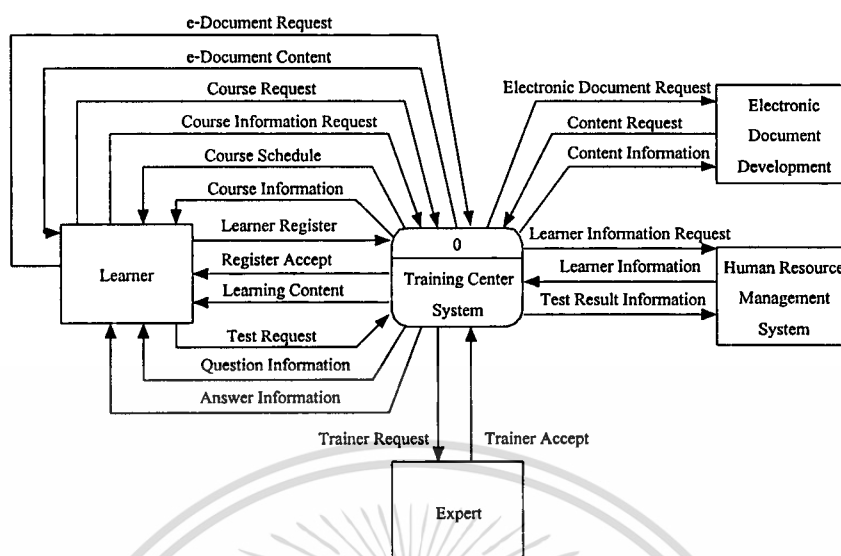 e-Document Request
e-Document Content
Course Request
Course Information Request
Course Schedule
Course Information
Learner Register
Register Accept
Learning Content
Test Request
Question Information
Answer Information
Learner
0
Training Center
System
Electronic Document Request
Content Request
Content Information
Electronic
Document
Development
Learner Information Request
Learner Information
Test Result Information
Human Resource
Management
System
Trainer Request
Trainer Accept
Expert